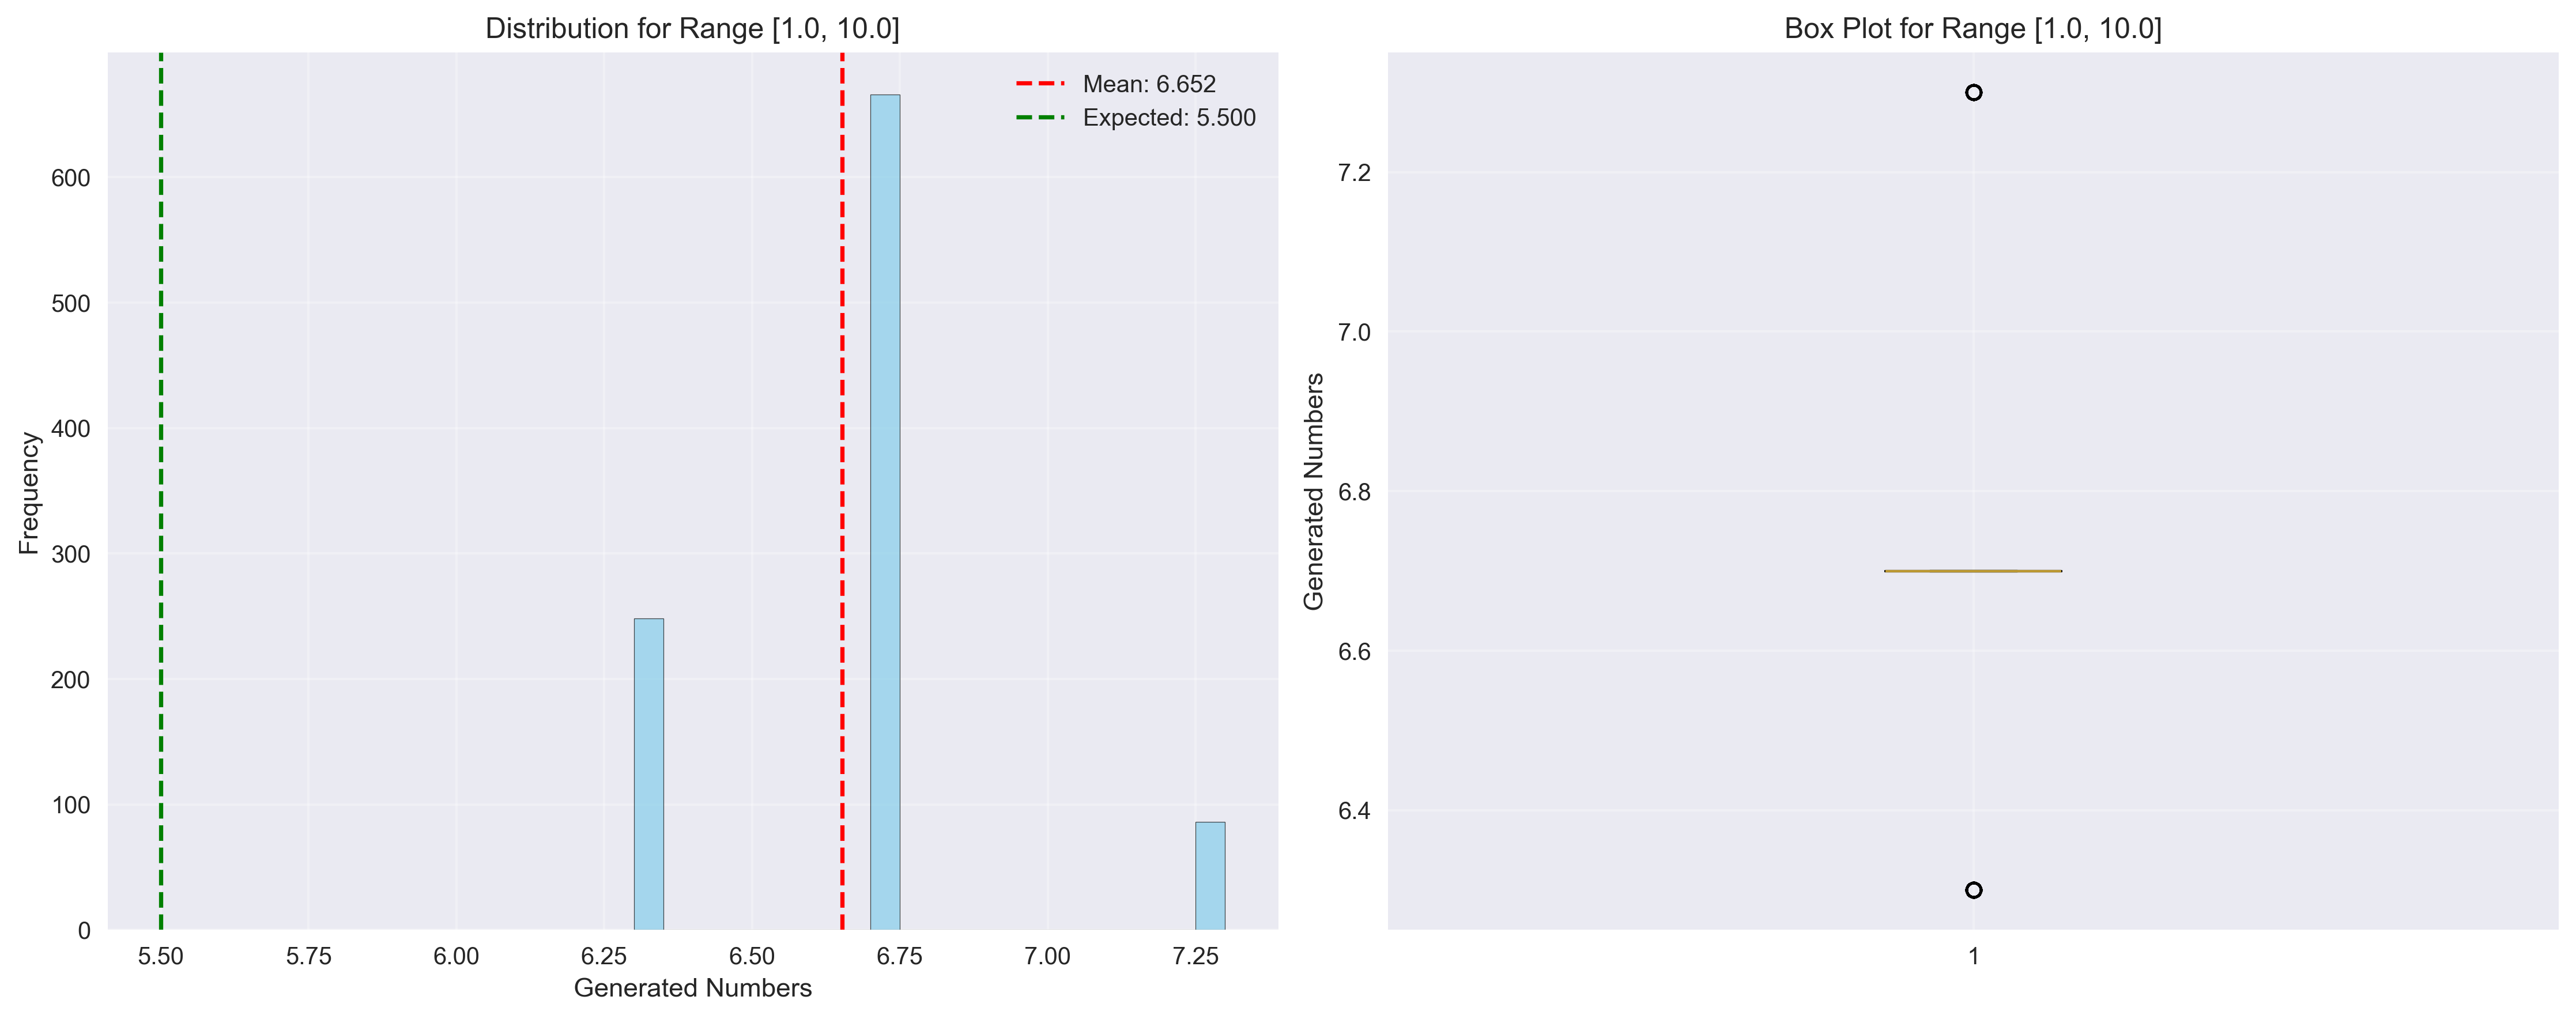 Distribution for Range [1.0, 10.0]
Mean: 6.652
Expected: 5.500
Frequency
600
500
400
300
200
100
0
5.50 5.75 6.00 6.25 6.50 6.75 7.00 7.25
Generated Numbers
Box Plot for Range [1.0, 10.0]
Generated Numbers
7.2
7.0
6.8
6.6
6.4
1